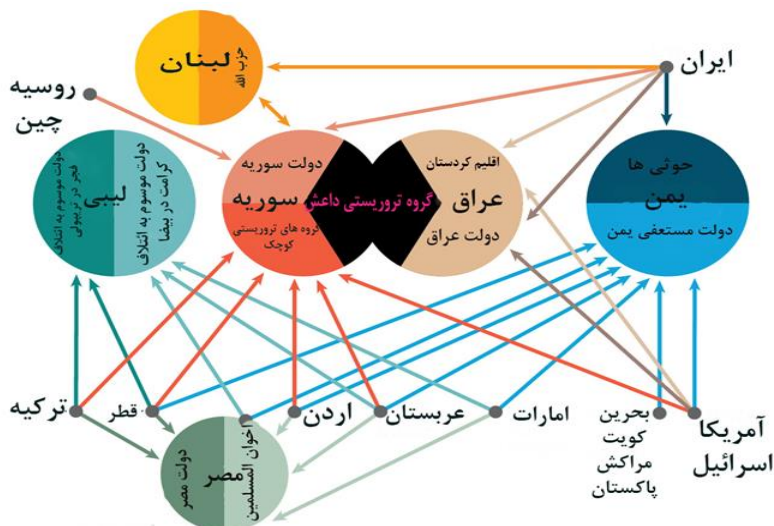 ایران
لبنان
حزب الله
روسیه
چین
حوثی ها
یمن
دولت مستعفی یمن
اقلیم کردستان
عراق
دولت عراق
گروه تروریستی داعش
دولت سوریه
سوریه
گروه های تروریستی
کوچک
دولت موسوم به ائتلاف
کرامت در بیضا
لیبی
دولت موسوم به ائتلاف
فجر در تریپولی
آمریکا
اسرائیل
بحرین
کویت
مراکش
پاکستان
امارات
عربستان
اردن
قطر
ترکیه
اخوان المسلمین
مصر
دولت مصر